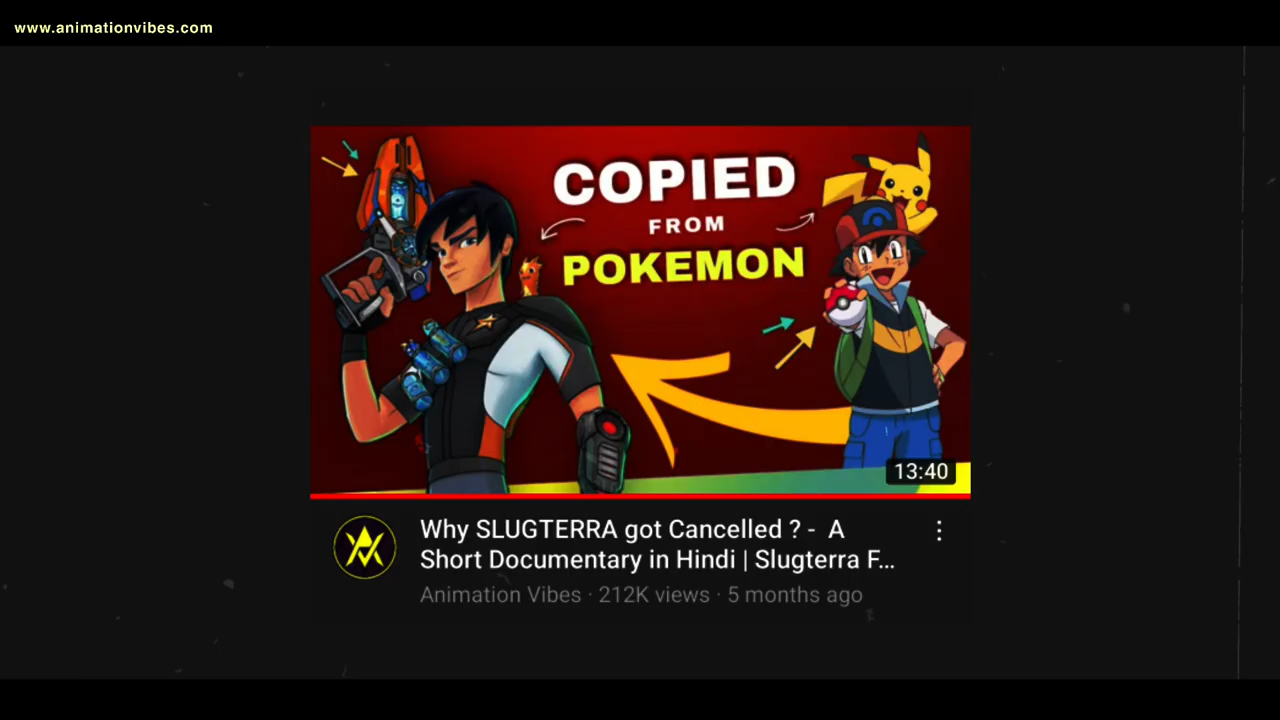 www.animationvibes.com
COPIED
FROM
POKEMON
13:40
Why SLUGTERRA got Cancelled ? - A
Short Documentary in Hindi | Slugterra F...
Animation Vibes · 212K views · 5 months ago